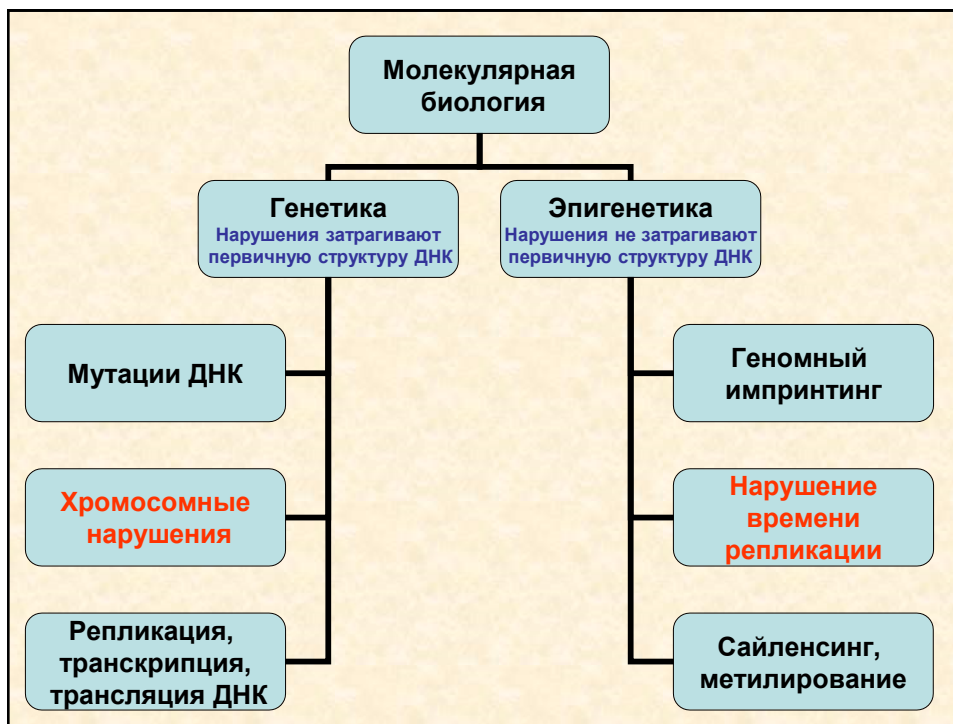 Молекулярная
биология
Генетика
Нарушения затрагивают
первичную структуру ДНК
Эпигенетика
Нарушения не затрагивают
первичную структуру ДНК
Мутации ДНК
Геномный
импринтинг
Хромосомные
нарушения
Нарушение
времени
репликации
Репликация,
транскрипция,
трансляция ДНК
Сайленсинг,
метилирование